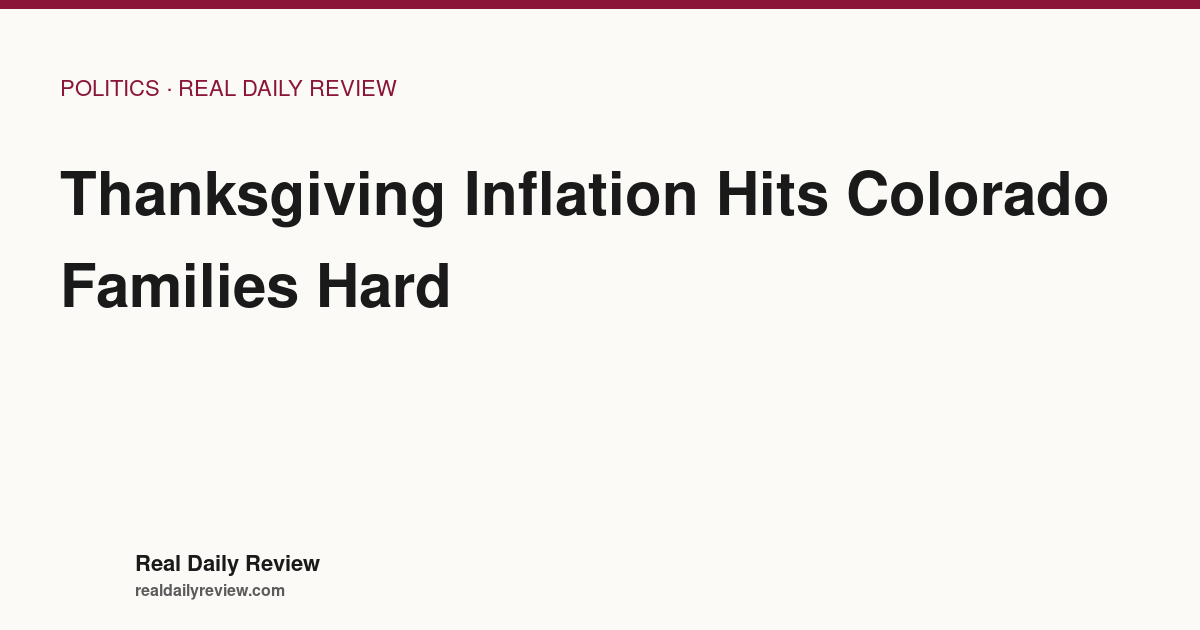 POLITICS · REAL DAILY REVIEW
Thanksgiving Inflation Hits Colorado
Families Hard
Real Daily Review
realdailyreview.com